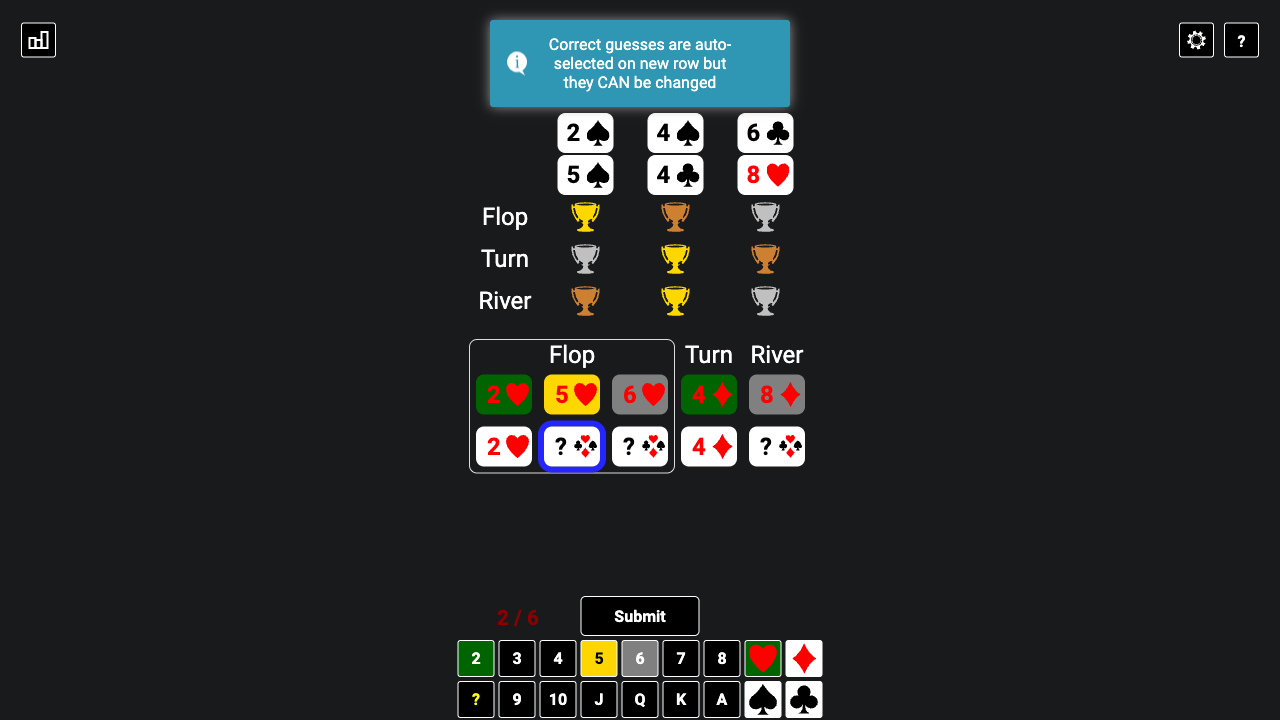 Correct guesses are auto-
selected on new row but
they CAN be changed
?
2 4 6
5 4 8
Flop
Turn
River
Flop Turn River
2 5 6 4 8
2 ? ? 4 ?
2 / 6 Submit
2 3 4 5 6 7 8
? 9 10 J Q K A